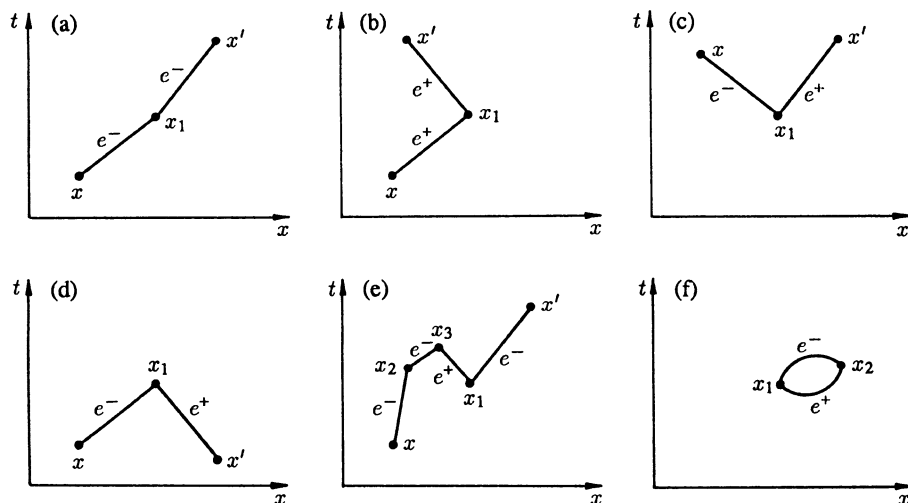 t (a)
x'
e⁻
x₁
e⁻
x
x
t (b)
x'
e⁺
x₁
e⁺
x
x
t (c)
x
x'
e⁻
e⁺
x₁
x
t (d)
x₁
e⁻
e⁺
x
x'
x
t (e)
x'
x₃
e⁻
x₂
e⁺
e⁻
x₁
e⁻
x
x
t (f)
e⁻
x₁
x₂
e⁺
x